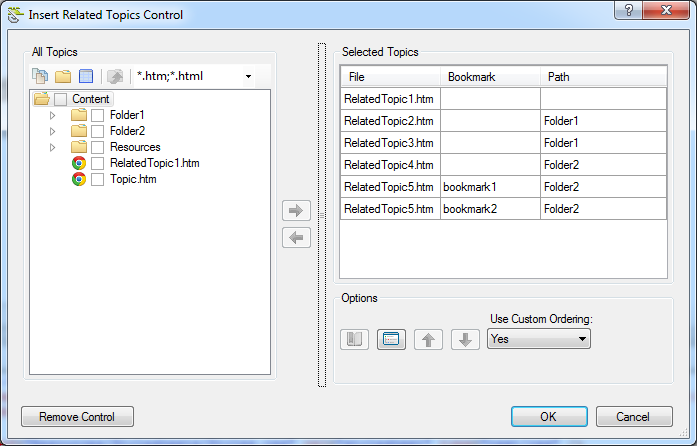 Insert Related Topics Control
?
All Topics
*.htm;*.html
Content
Folder1
Folder2
Resources
RelatedTopic1.htm
Topic.htm
Selected Topics
File Bookmark Path
RelatedTopic1.htm
RelatedTopic2.htm Folder1
RelatedTopic3.htm Folder1
RelatedTopic4.htm Folder2
RelatedTopic5.htm bookmark1 Folder2
RelatedTopic5.htm bookmark2 Folder2
Options
Use Custom Ordering:
Yes
Remove Control
OK
Cancel